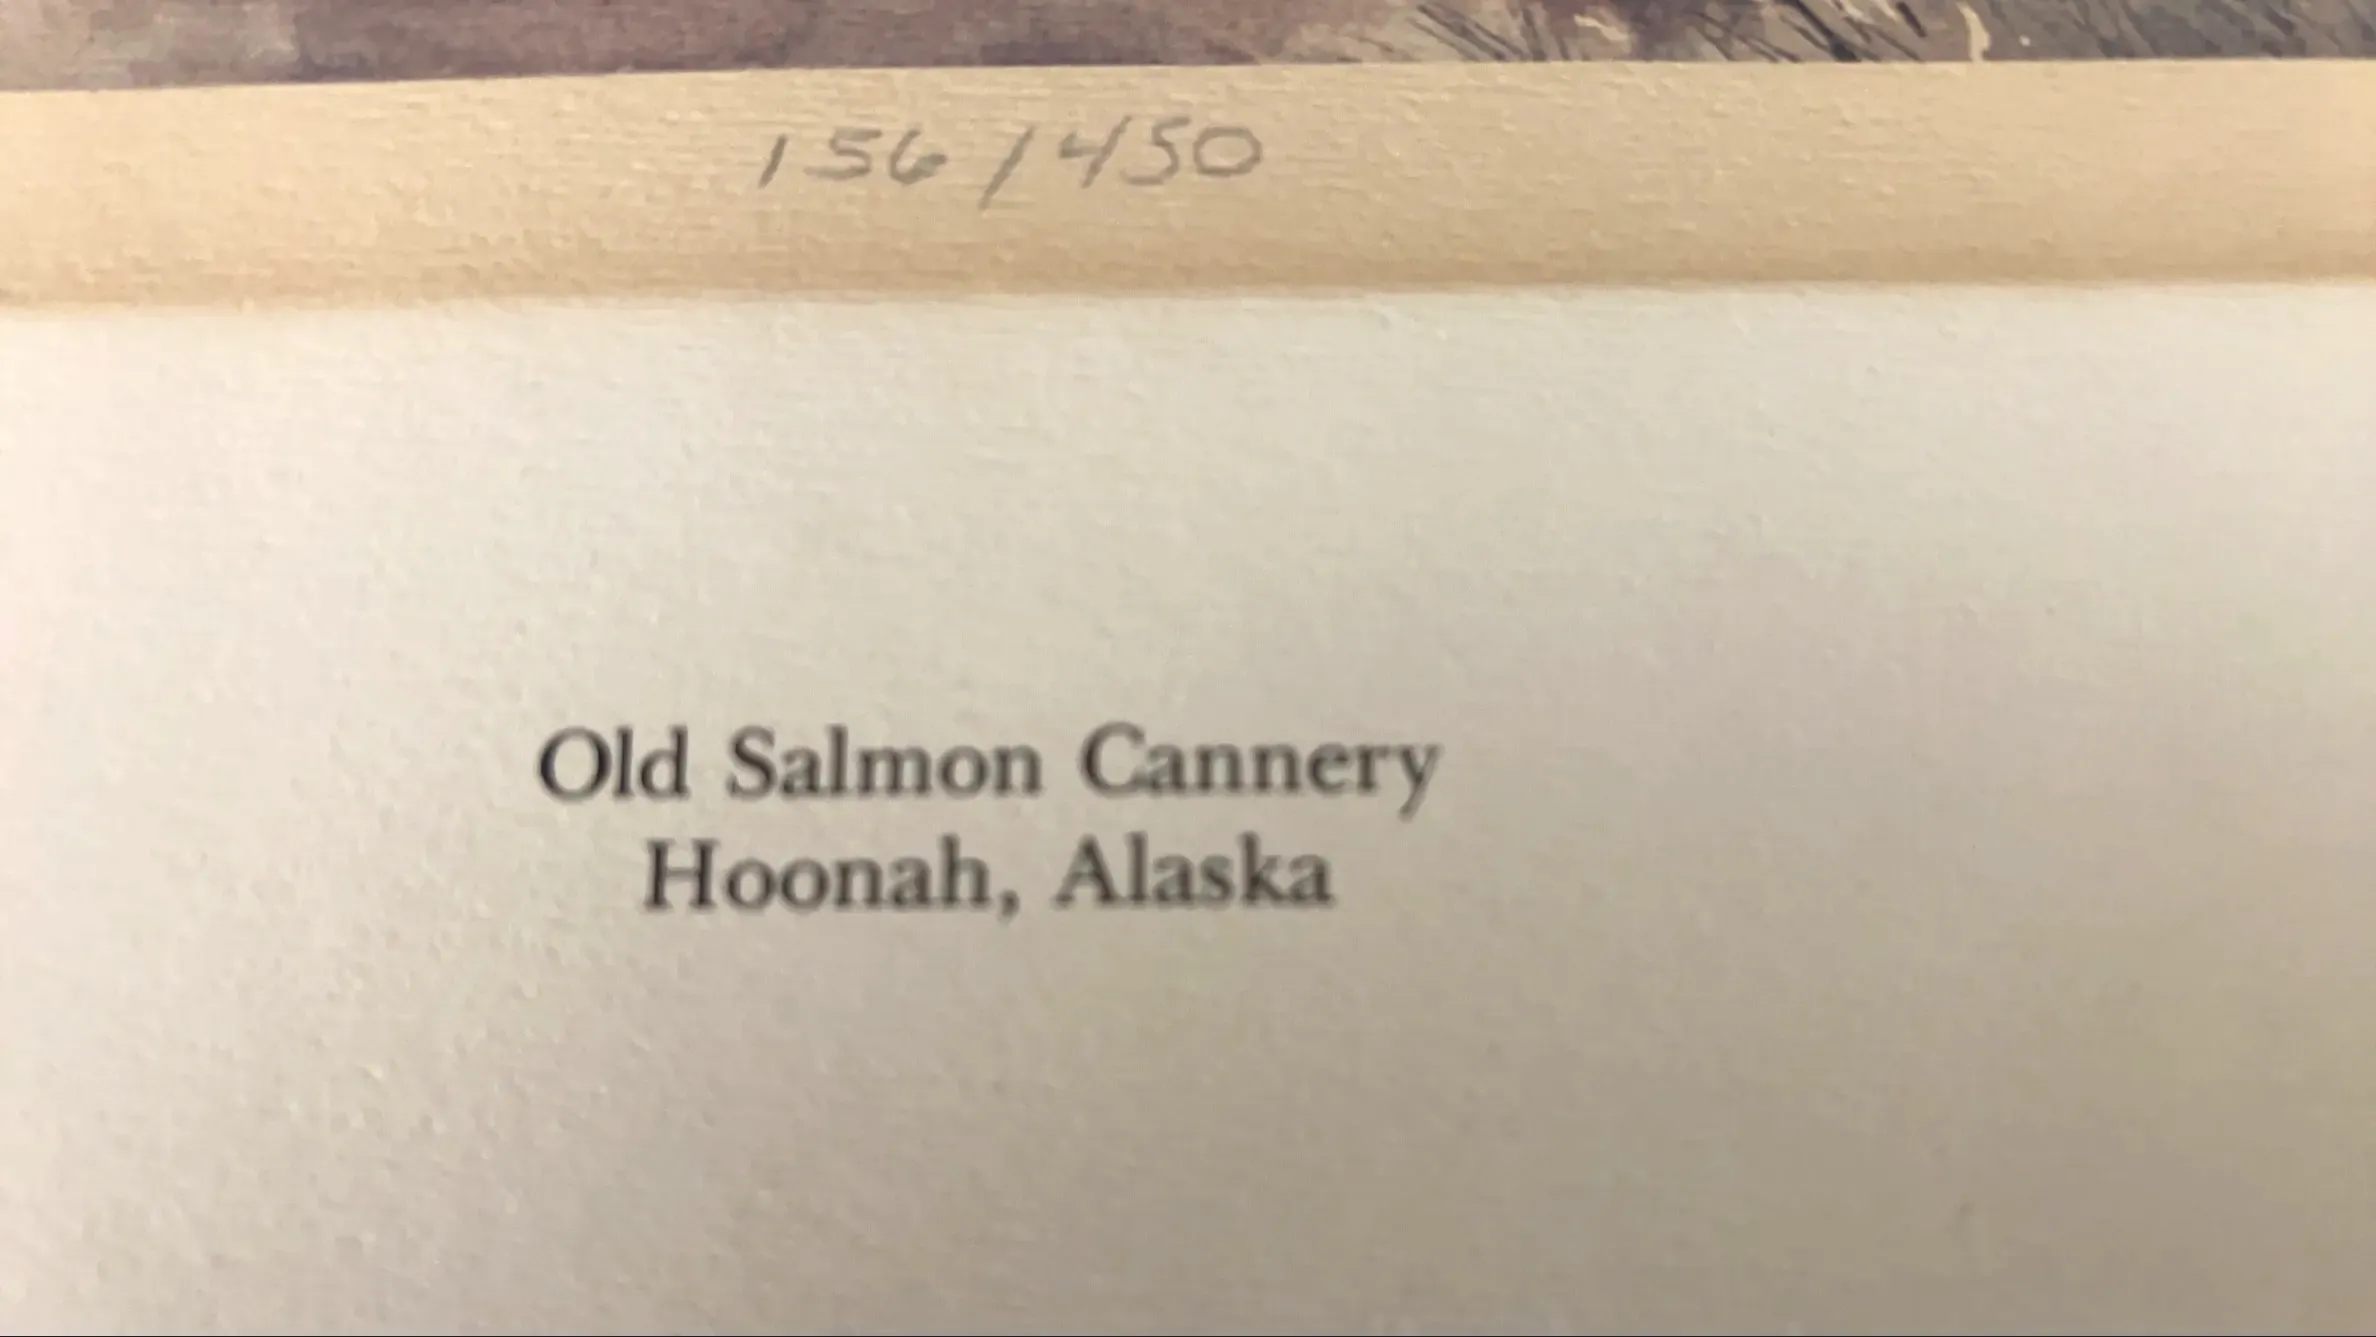 156/450
Old Salmon Cannery
Hoonah, Alaska